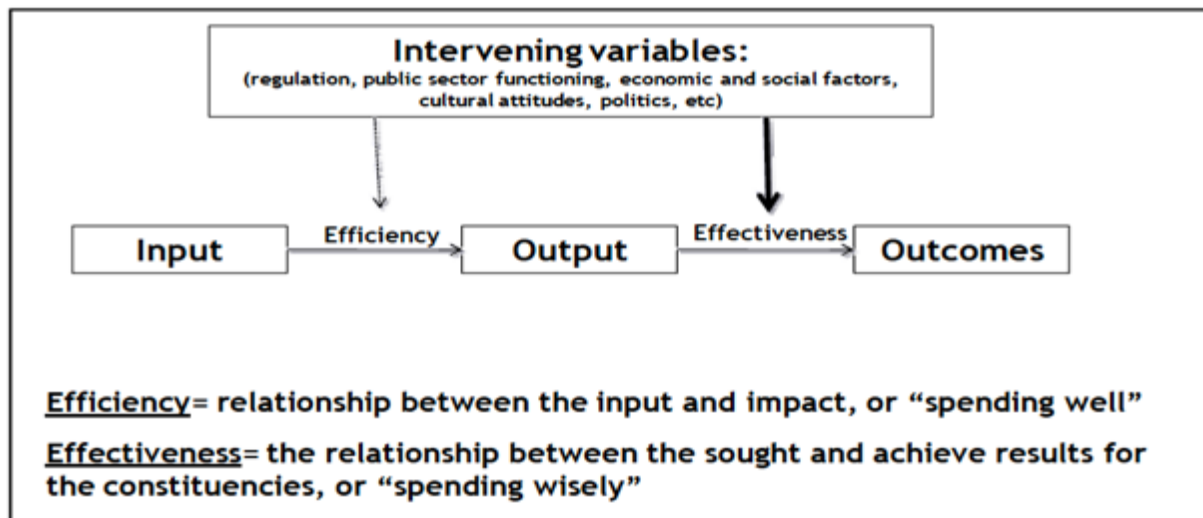 Intervening variables:
(regulation, public sector functioning, economic and social factors,
cultural attitudes, politics, etc)
Input
Efficiency
Output
Effectiveness
Outcomes
Efficiency= relationship between the input and impact, or “spending well”
Effectiveness= the relationship between the sought and achieve results for
the constituencies, or “spending wisely”